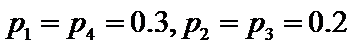 p₁ = p₄ = 0.3, p₂ = p₃ = 0.2